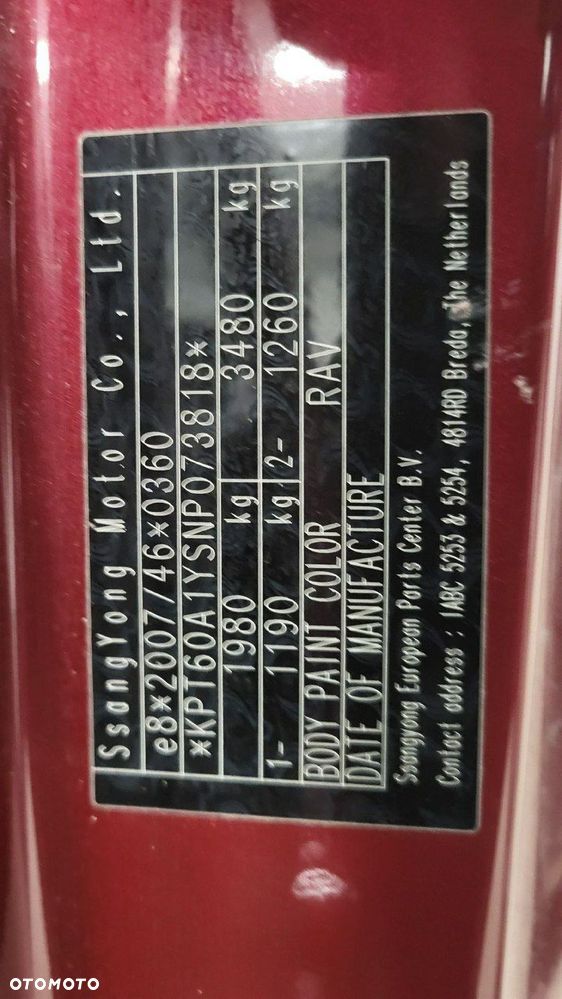 SsangYong Motor Co., Ltd.
e8*2007/46*0360
*KPT60A1YSNP073818*
1980 kg 3480 kg
1- 1190 kg 2- 1260 kg
BODY PAINT COLOR RAV
DATE OF MANUFACTURE
Ssangyong European Parts Center B.V.
Contact address : IABC 5253 & 5254, 4814RD Breda, The Netherlands
OTOMOTO